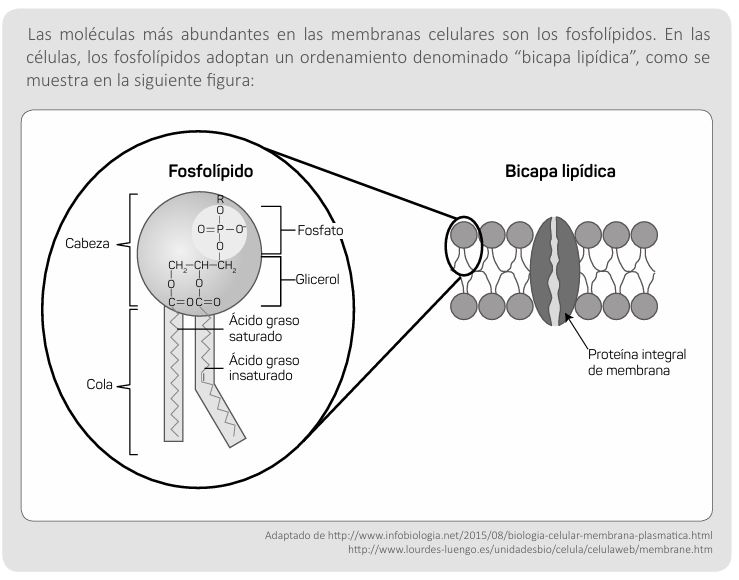 Las moléculas más abundantes en las membranas celulares son los fosfolípidos. En las
células, los fosfolípidos adoptan un ordenamiento denominado “bicapa lipídica”, como se
muestra en la siguiente figura:
Fosfolípido
Bicapa lipídica
Cabeza
R
O
O=P–O-
O
Fosfato
CH2–CH–CH2
Glicerol
O O
C=O C=O
Ácido graso
saturado
Ácido graso
insaturado
Cola
Proteína integral
de membrana
Adaptado de http://www.infobiologia.net/2015/08/biologia-celular-membrana-plasmatica.html
http://www.lourdes-luengo.es/unidadesbio/celula/celulaweb/membrane.htm